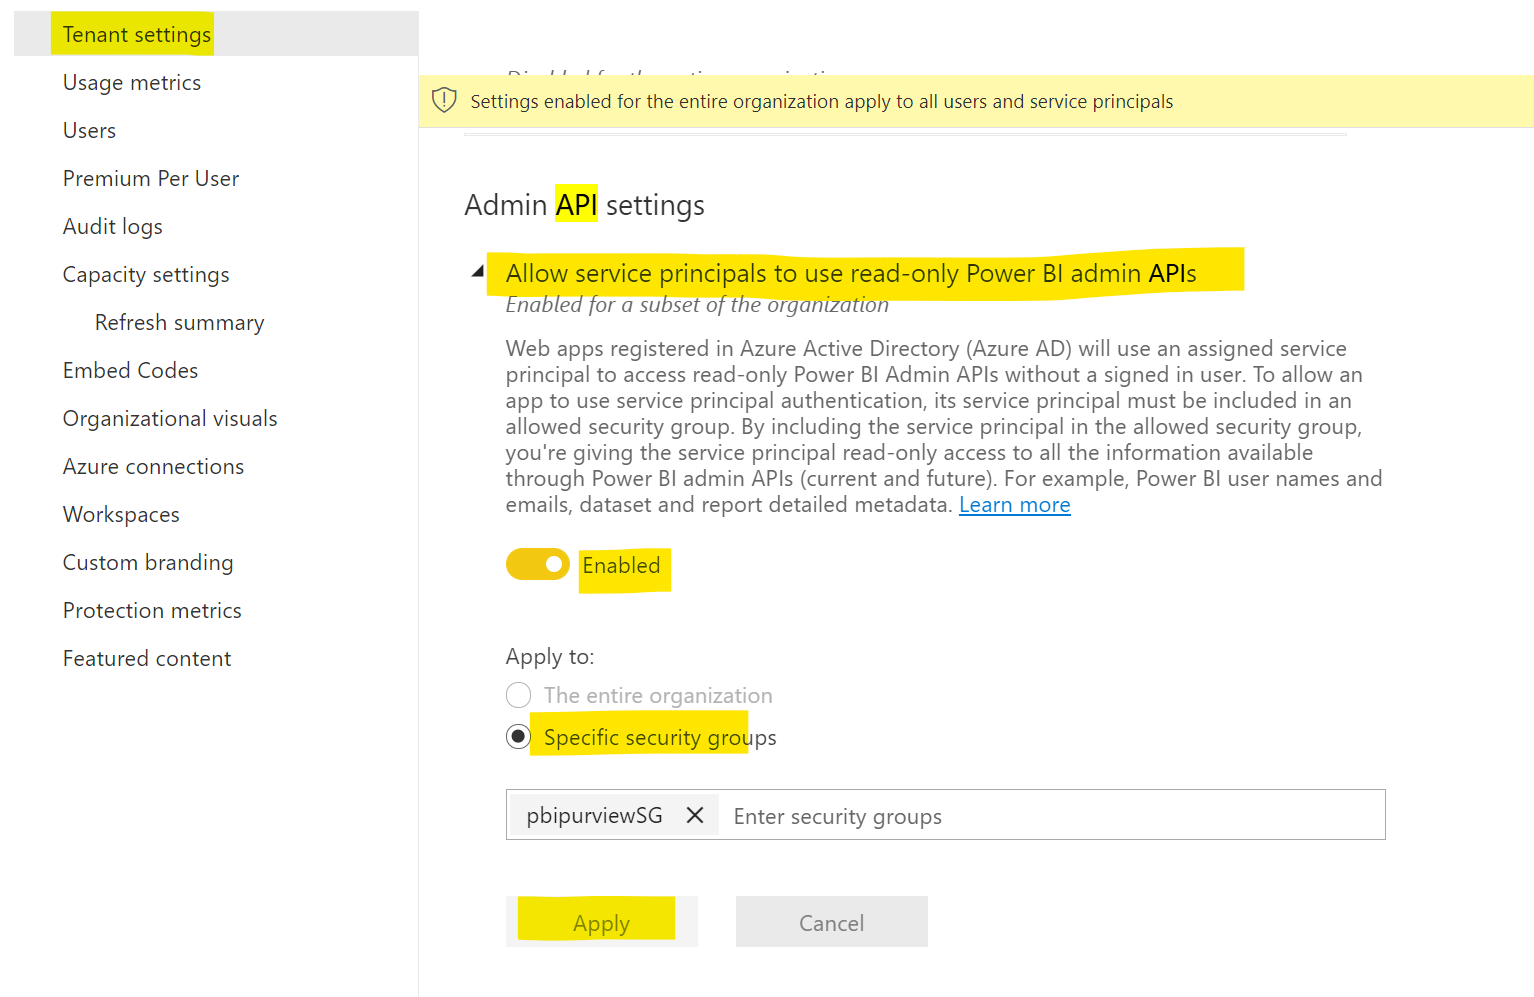 Tenant settings
Usage metrics
Users
Premium Per User
Audit logs
Capacity settings
Refresh summary
Embed Codes
Organizational visuals
Azure connections
Workspaces
Custom branding
Protection metrics
Featured content
Settings enabled for the entire organization apply to all users and service principals
Admin API settings
Allow service principals to use read-only Power BI admin APIs
Enabled for a subset of the organization
Web apps registered in Azure Active Directory (Azure AD) will use an assigned service
principal to access read-only Power BI Admin APIs without a signed in user. To allow an
app to use service principal authentication, its service principal must be included in an
allowed security group. By including the service principal in the allowed security group,
you're giving the service principal read-only access to all the information available
through Power BI admin APIs (current and future). For example, Power BI user names and
emails, dataset and report detailed metadata. Learn more
Enabled
Apply to:
The entire organization
Specific security groups
pbipurviewSG Enter security groups
Apply Cancel